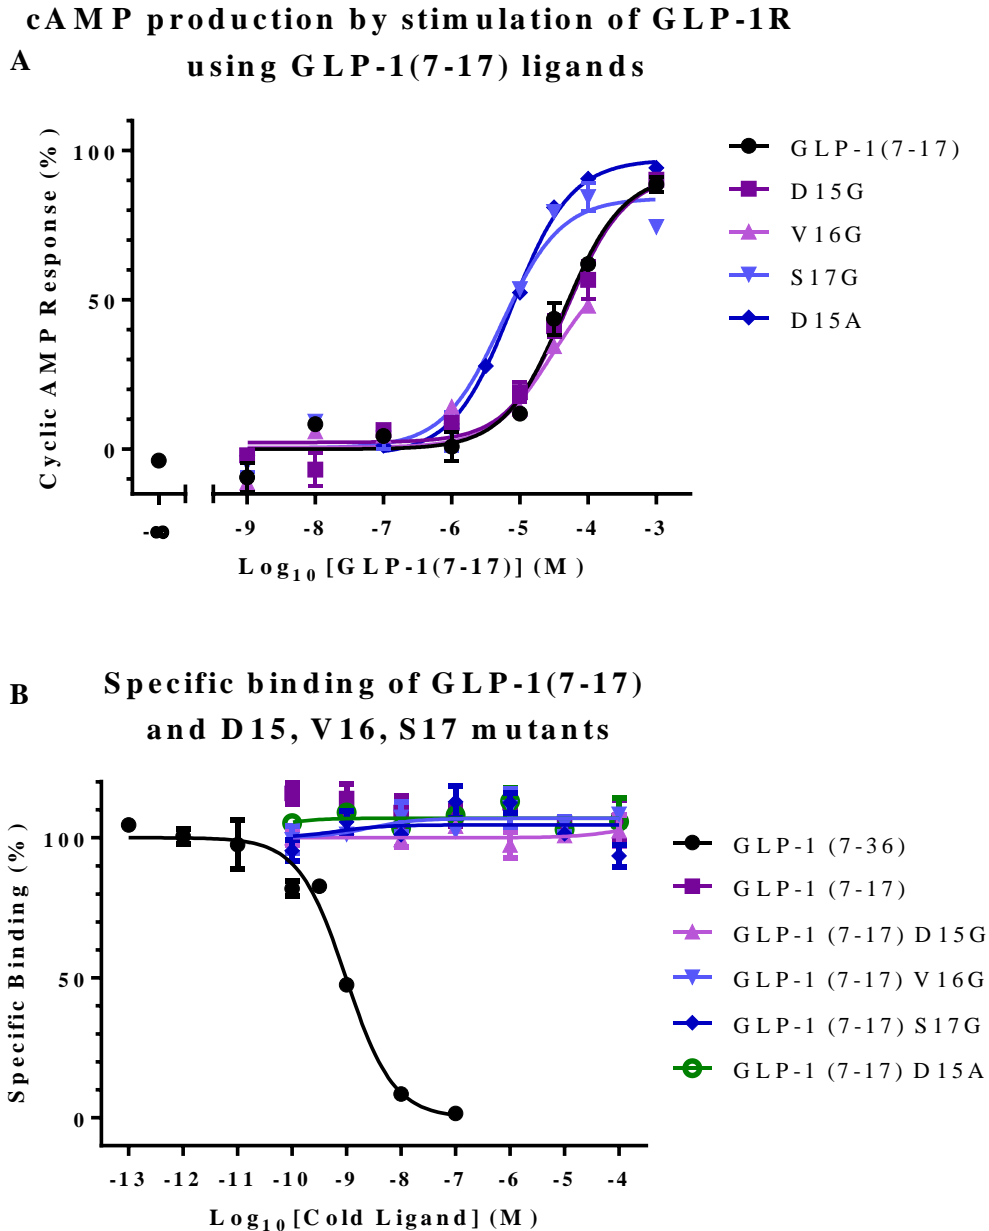 cAMP production by stimulation of GLP-1R
A
using GLP-1(7-17) ligands
Cyclic AMP Response (%)
100
50
0
-∞
-9 -8 -7 -6 -5 -4 -3
Log10 [GLP-1(7-17)] (M)
GLP-1(7-17)
D15G
V16G
S17G
D15A
B
Specific binding of GLP-1(7-17)
and D15, V16, S17 mutants
Specific Binding (%)
100
50
0
-13 -12 -11 -10 -9 -8 -7 -6 -5 -4
Log10 [Cold Ligand] (M)
GLP-1 (7-36)
GLP-1 (7-17)
GLP-1 (7-17) D15G
GLP-1 (7-17) V16G
GLP-1 (7-17) S17G
GLP-1 (7-17) D15A